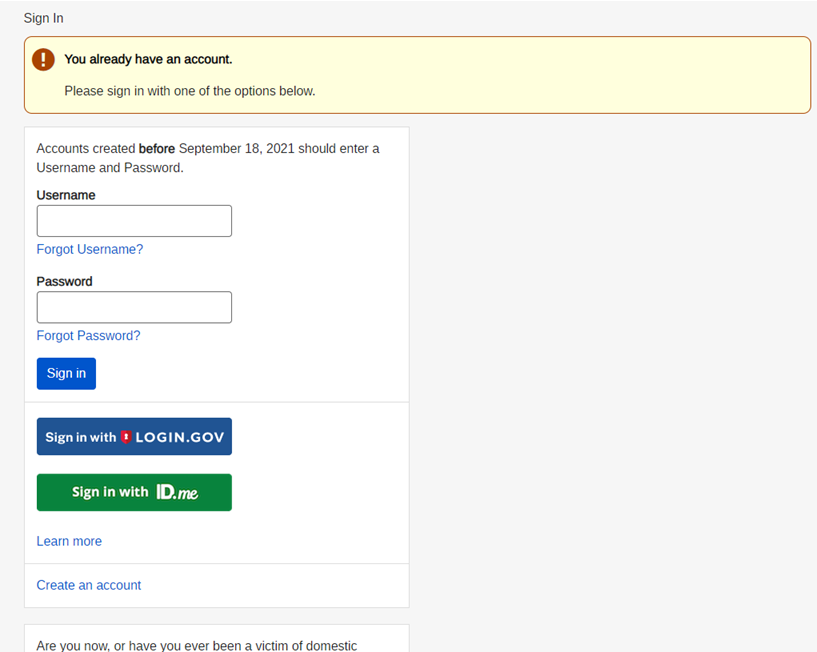 Sign In
You already have an account.
Please sign in with one of the options below.
Accounts created before September 18, 2021 should enter a
Username and Password.
Username
Forgot Username?
Password
Forgot Password?
Sign in
Sign in with LOGIN.GOV
Sign in with ID.me
Learn more
Create an account
Are you now, or have you ever been a victim of domestic